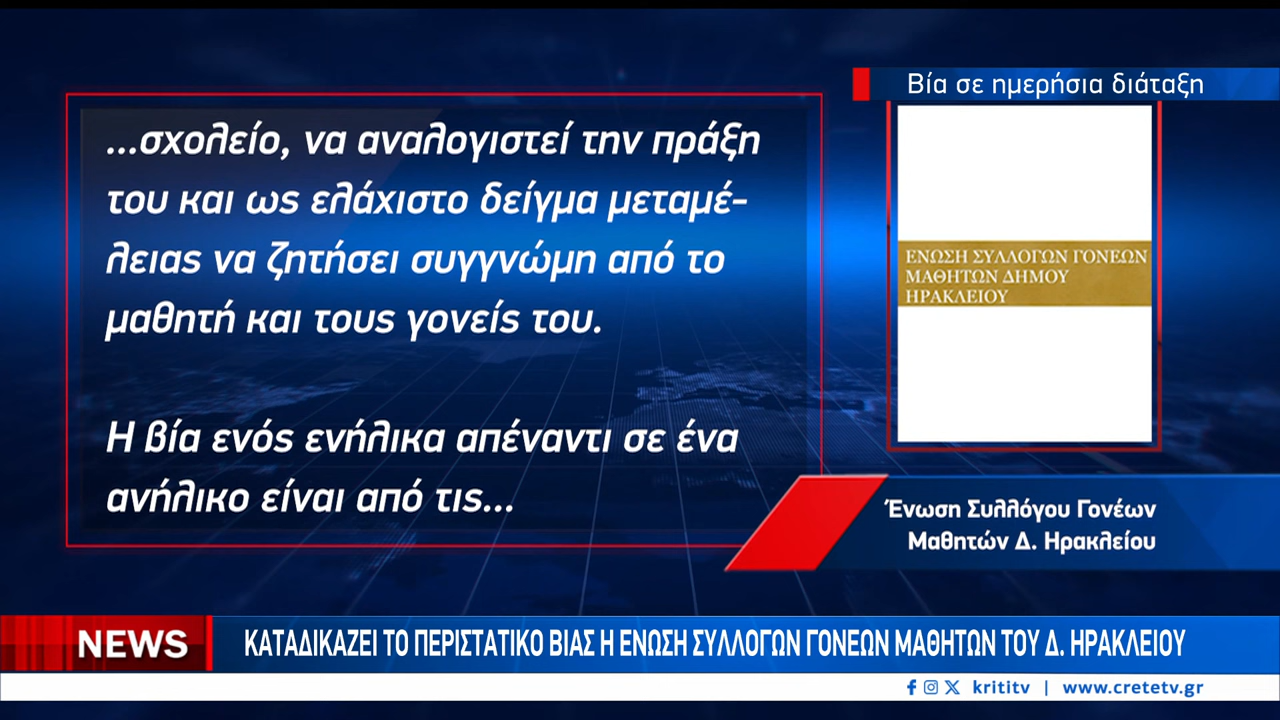 Βία σε ημερήσια διάταξη
...σχολείο, να αναλογιστεί την πράξη
του και ως ελάχιστο δείγμα μεταμέ-
λειας να ζητήσει συγγνώμη από το
μαθητή και τους γονείς του.
Η βία ενός ενήλικα απέναντι σε ένα
ανήλικο είναι από τις...
ΕΝΩΣΗ ΣΥΛΛΟΓΩΝ ΓΟΝΕΩΝ
ΜΑΘΗΤΩΝ ΔΗΜΟΥ
ΗΡΑΚΛΕΙΟΥ
Ένωση Συλλόγου Γονέων
Μαθητών Δ. Ηρακλείου
NEWS
ΚΑΤΑΔΙΚΑΖΕΙ ΤΟ ΠΕΡΙΣΤΑΤΙΚΟ ΒΙΑΣ Η ΕΝΩΣΗ ΣΥΛΛΟΓΩΝ ΓΟΝΕΩΝ ΜΑΘΗΤΩΝ ΤΟΥ Δ. ΗΡΑΚΛΕΙΟΥ
krititv | www.cretetv.gr